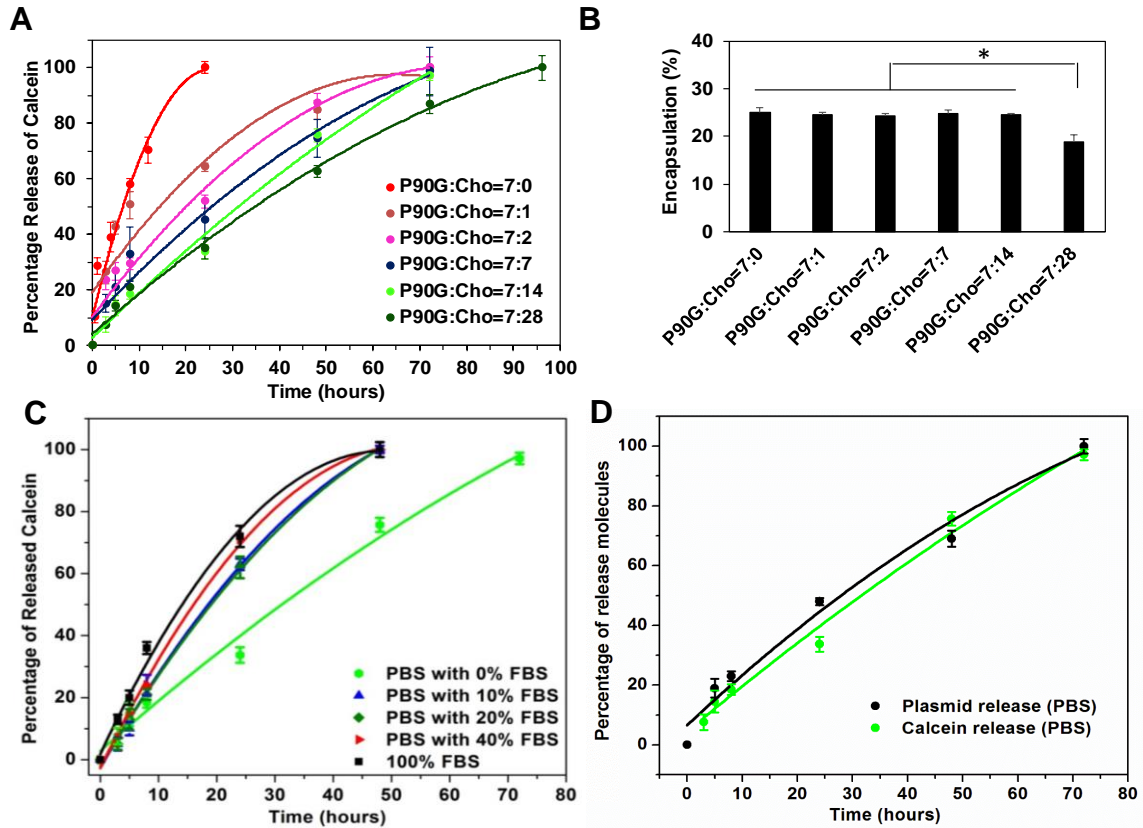 A
Percentage Release of Calcein
100
80
60
40
20
0
0 10 20 30 40 50 60 70 80 90 100
Time (hours)
P90G:Cho=7:0
P90G:Cho=7:1
P90G:Cho=7:2
P90G:Cho=7:7
P90G:Cho=7:14
P90G:Cho=7:28
B
Encapsulation (%)
40
30
20
10
0
*
P90G:Cho=7:0
P90G:Cho=7:1
P90G:Cho=7:2
P90G:Cho=7:7
P90G:Cho=7:14
P90G:Cho=7:28
C
Percentage of Released Calcein
100
80
60
40
20
0
0 10 20 30 40 50 60 70 80
Time (hours)
PBS with 0% FBS
PBS with 10% FBS
PBS with 20% FBS
PBS with 40% FBS
100% FBS
D
Percentage of release molecules
100
80
60
40
20
0
0 10 20 30 40 50 60 70 80
Time (hours)
Plasmid release (PBS)
Calcein release (PBS)